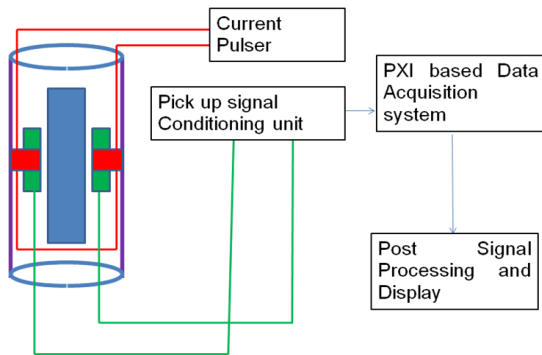 Current
Pulser
PXI based Data
Acquisition
system
Pick up signal
Conditioning unit
Post Signal
Processing and
Display